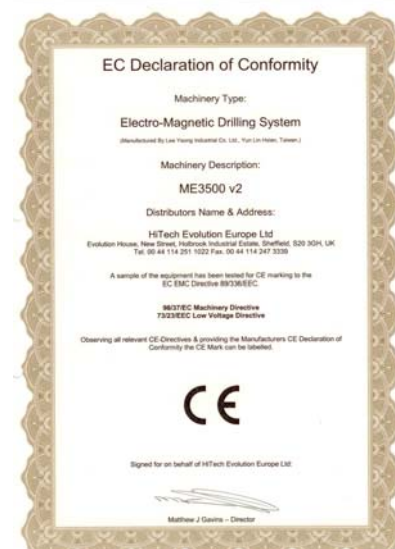 EC Declaration of Conformity
Machinery Type:
Electro-Magnetic Drilling System
(Manufactured By Lee Yeong Industrial Co. Ltd., Yun Lin Hsien, Taiwan.)
Machinery Description:
ME3500 v2
Distributors Name & Address:
HiTech Evolution Europe Ltd
Evolution House, New Street, Holbrook Industrial Estate, Sheffield, S20 3GH, UK
Tel. 00 44 114 251 1022 Fax. 00 44 114 247 3339
A sample of the equipment has been tested for CE marking to the
EC EMC Directive 89/336/EEC.
98/37/EC Machinery Directive
73/23/EEC Low Voltage Directive
Observing all relevant CE-Directives & providing the Manufacturers CE Declaration of
Conformity the CE Mark can be labelled.
CE
Signed for on behalf of HiTech Evolution Europe Ltd:
Matthew J Gavins – Director